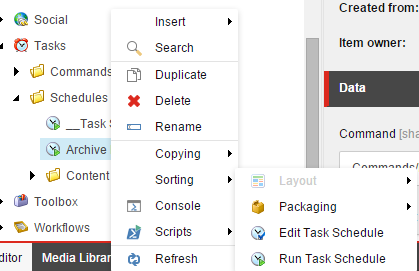 Social
Tasks
Commands
Schedules
__Task S
Archive
Content
Toolbox
Workflows
ditor
Media Librar
Insert
Search
Duplicate
Delete
Rename
Copying
Sorting
Console
Scripts
Refresh
Layout
Packaging
Edit Task Schedule
Run Task Schedule
Created from:
Item owner:
Data
Command [sha